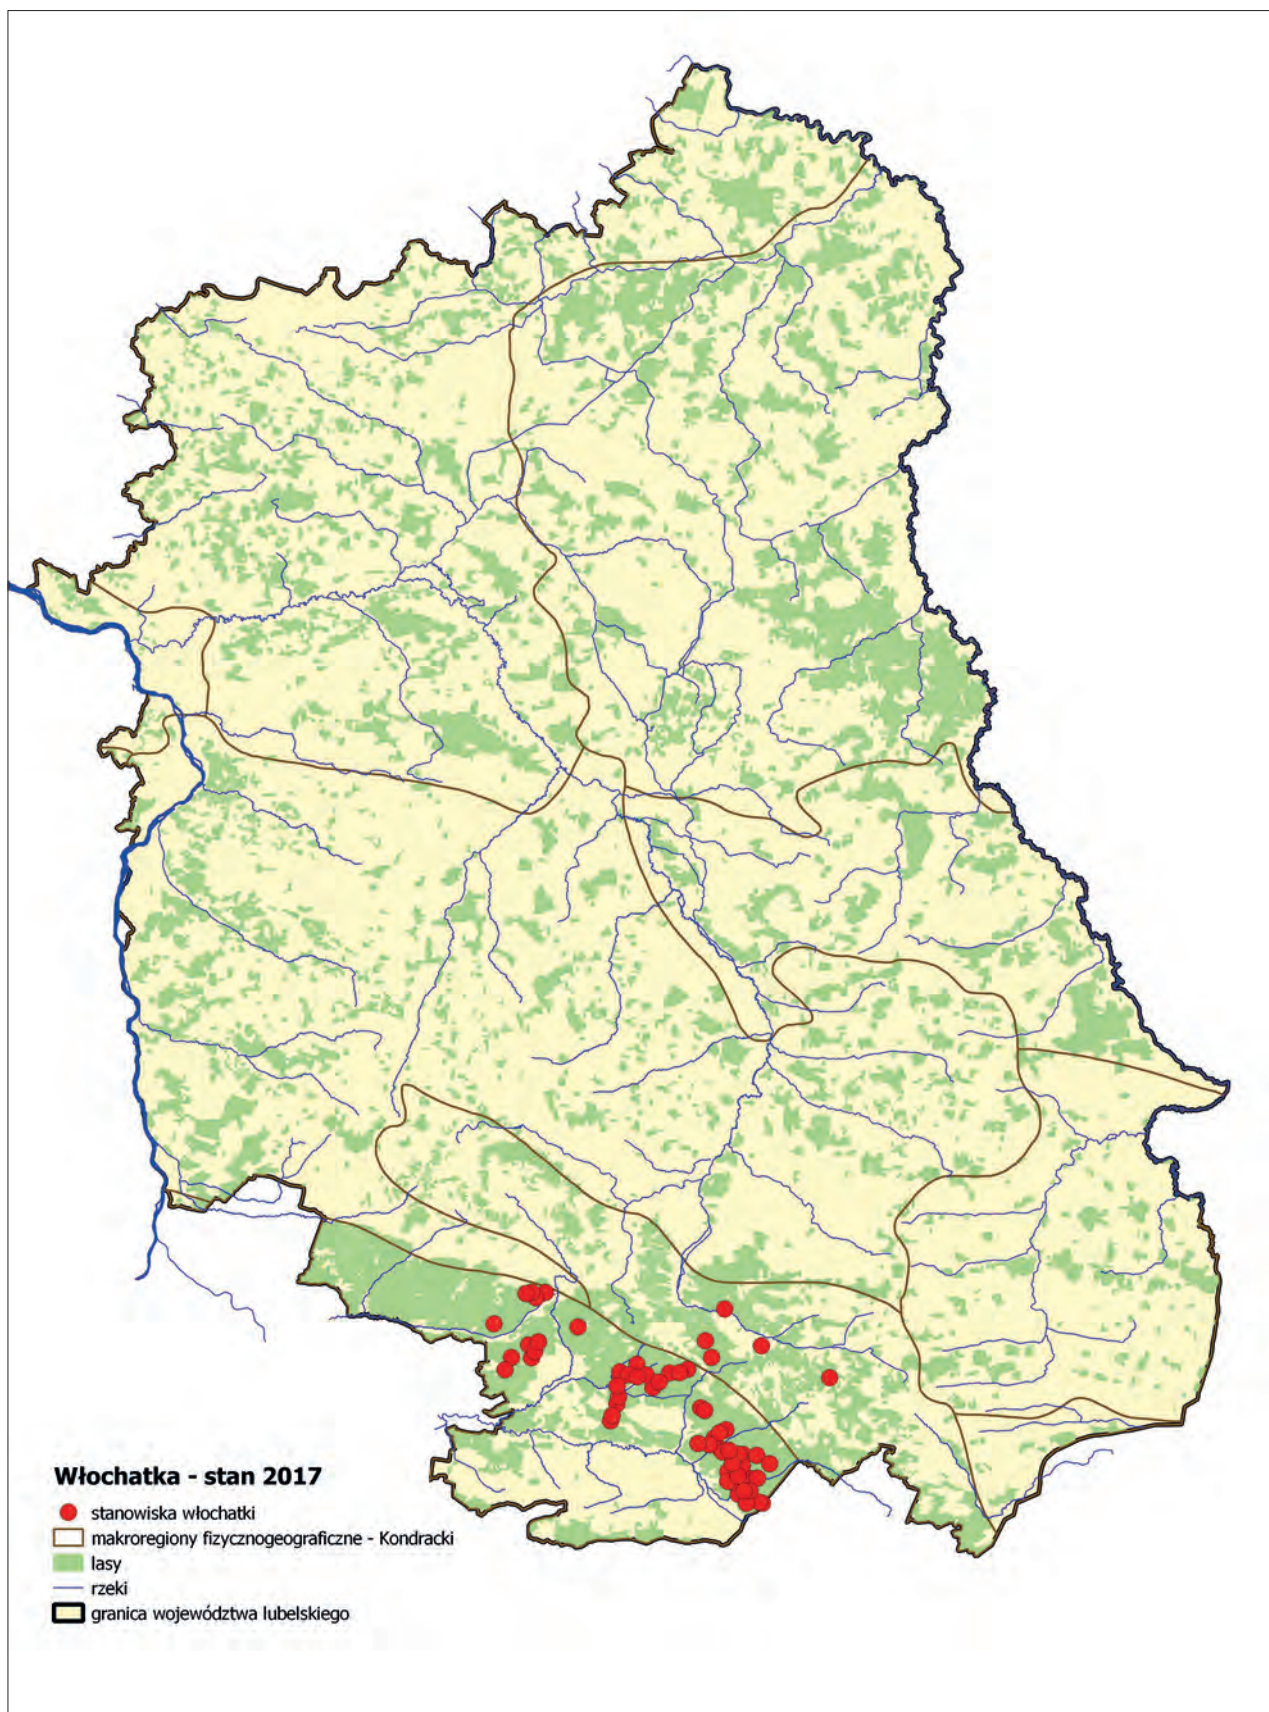 Włochatka - stan 2017
stanowiska włochatki
makroregiony fizycznogeograficzne - Kondracki
lasy
rzeki
granica województwa lubelskiego